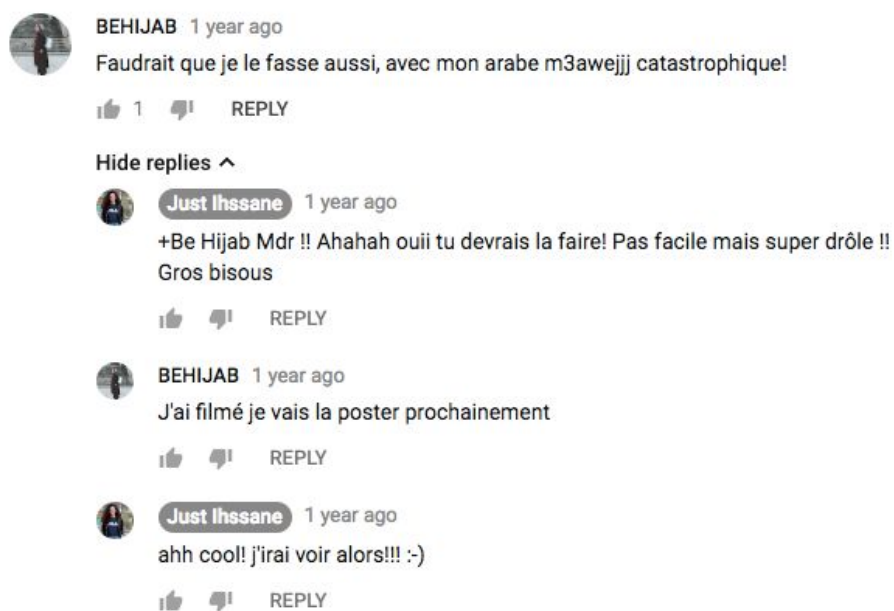 BEHIJAB 1 year ago
Faudrait que je le fasse aussi, avec mon arabe m3awejjj catastrophique!
1 REPLY
Hide replies
Just Ihssane 1 year ago
+Be Hijab Mdr !! Ahahah ouii tu devrais la faire! Pas facile mais super drôle !!
Gros bisous
REPLY
BEHIJAB 1 year ago
J'ai filmé je vais la poster prochainement
REPLY
Just Ihssane 1 year ago
ahh cool! j'irai voir alors!!! :-)
REPLY